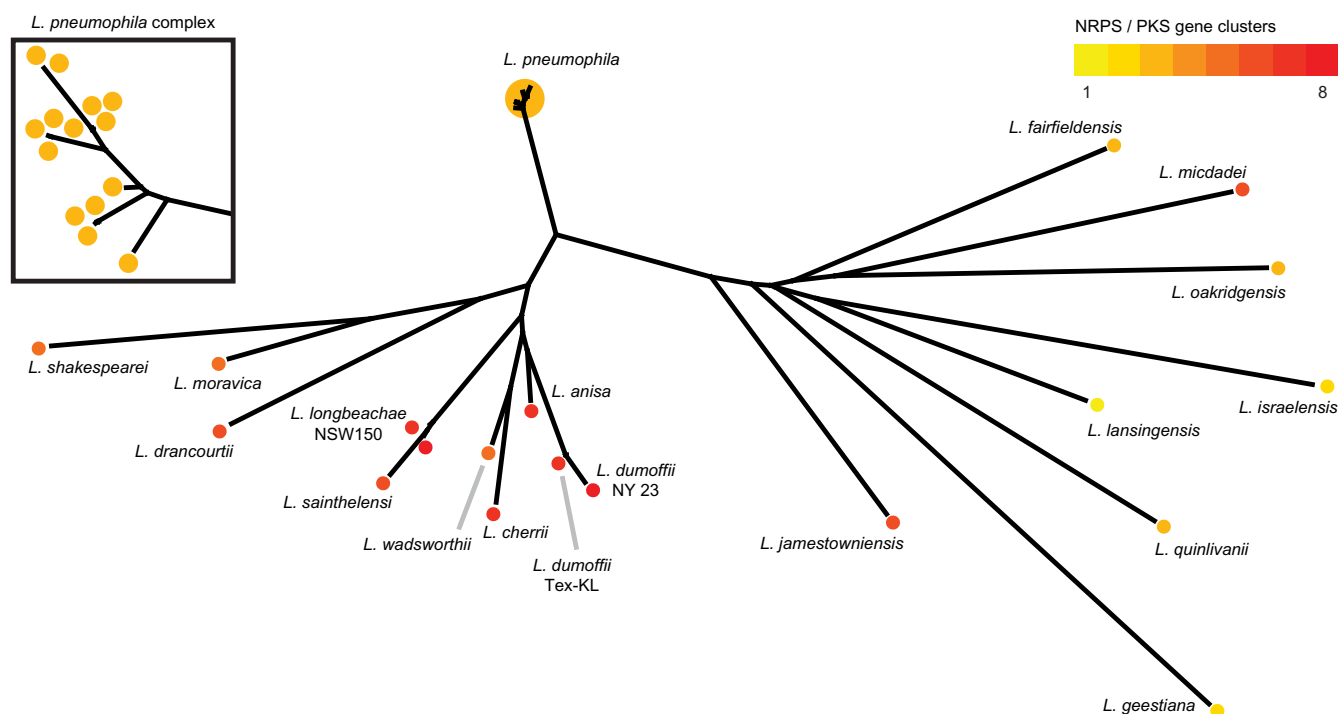 L. pneumophila complex
NRPS / PKS gene clusters
1
8
L. pneumophila
L. fairfieldensis
L. micdadei
L. oakridgensis
L. shakespearei
L. moravica
L. anisa
L. israelensis
L. longbeachae
NSW150
L. lansingensis
L. drancourtii
L. dumoffii
NY 23
L. sainthelensi
L. cherrii
L. wadsworthii
L. jamestowniensis
L. quinlivanii
L. dumoffii
Tex-KL
L. geestiana